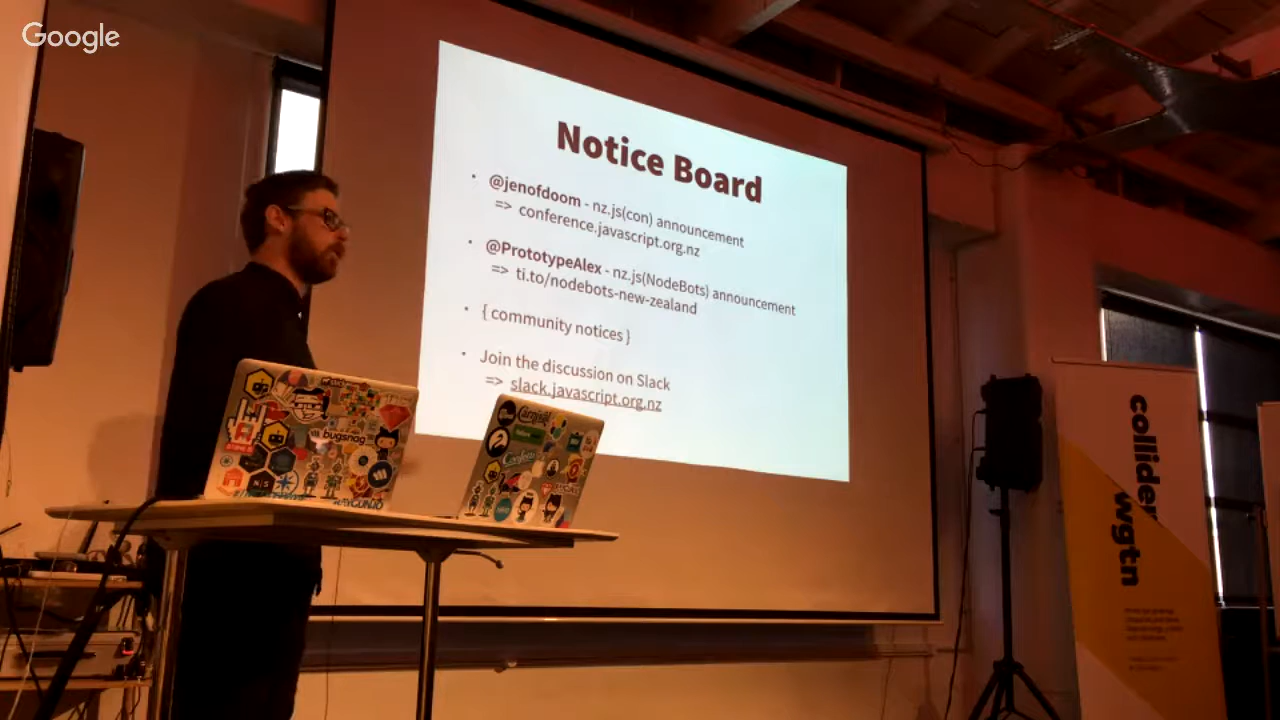 Google
Notice Board
• @jenofdoom - nz.js(con) announcement
=> conference.javascript.org.nz
• @PrototypeAlex - nz.js(NodeBots) announcement
=> ti.to/nodebots-new-zealand
• { community notices }
• Join the discussion on Slack
=> slack.javascript.org.nz
bugsnag
Confetti
collider
wgtn